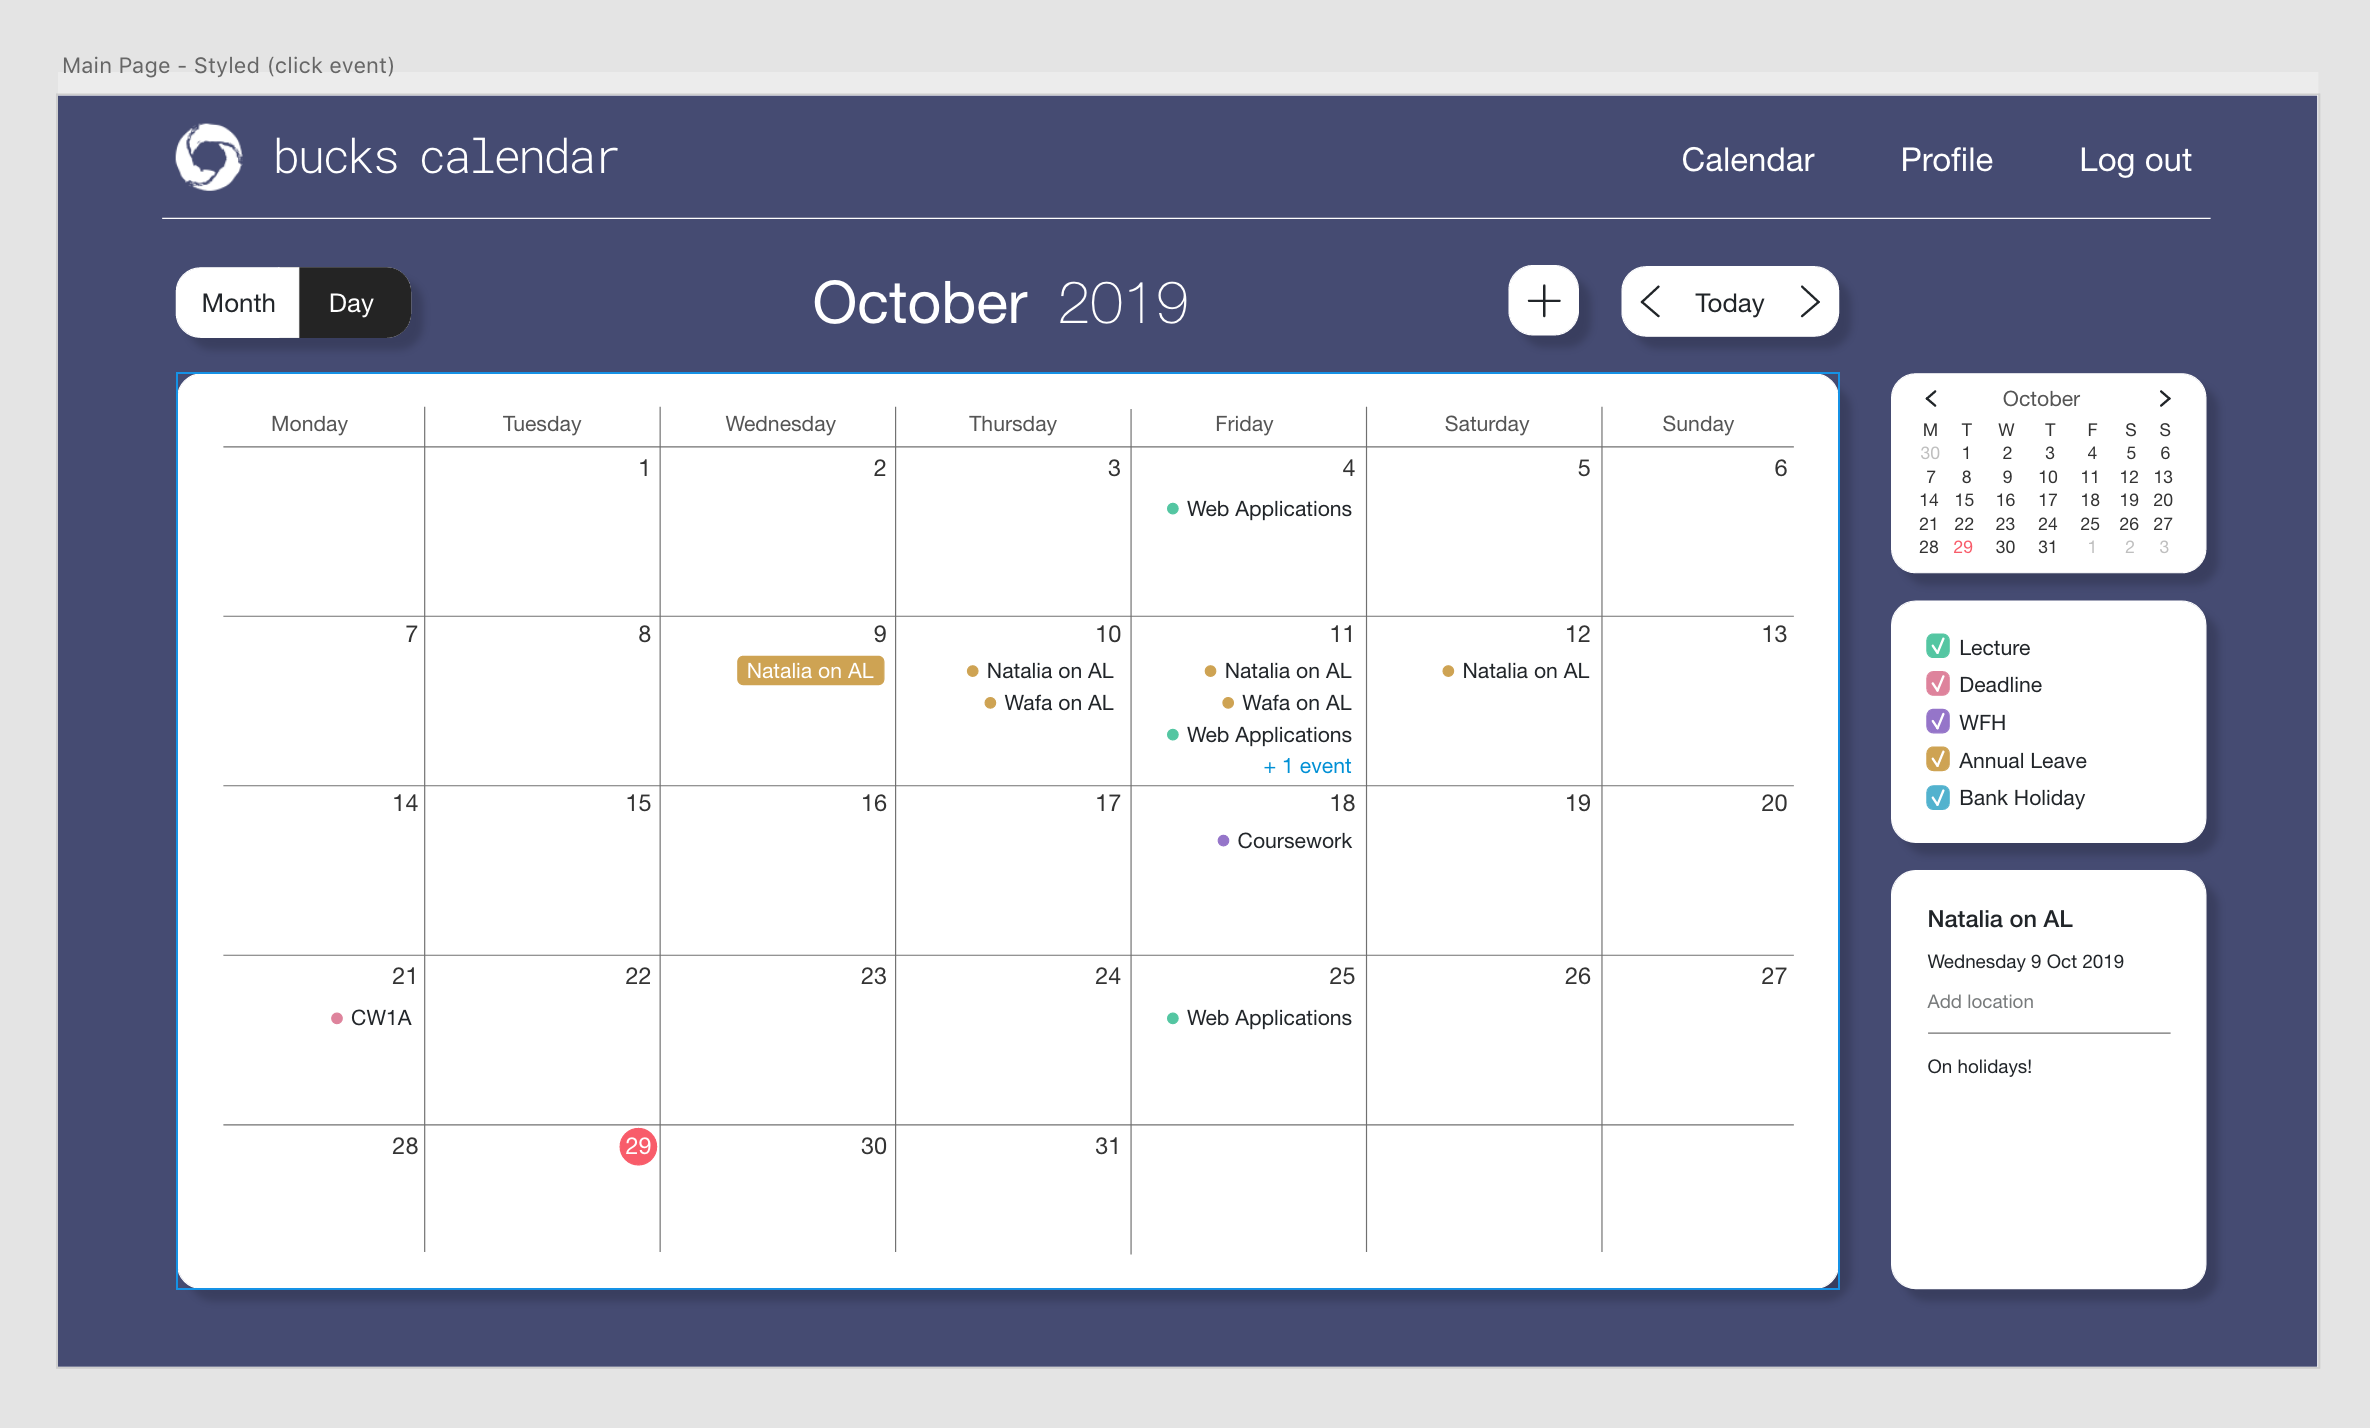 Main Page - Styled (click event)
bucks calendar
Calendar Profile Log out
Month Day
October 2019
+ < Today >
Monday Tuesday Wednesday Thursday Friday Saturday Sunday
1 2 3 4 5 6
Web Applications
7 8 9 10 11 12 13
Natalia on AL Natalia on AL Natalia on AL Natalia on AL
Wafa on AL Wafa on AL
Web Applications
+ 1 event
14 15 16 17 18 19 20
Coursework
21 22 23 24 25 26 27
CW1A Web Applications
28 29 30 31
< October >
M T W T F S S
30 1 2 3 4 5 6
7 8 9 10 11 12 13
14 15 16 17 18 19 20
21 22 23 24 25 26 27
28 29 30 31 1 2 3
Lecture
Deadline
WFH
Annual Leave
Bank Holiday
Natalia on AL
Wednesday 9 Oct 2019
Add location
On holidays!